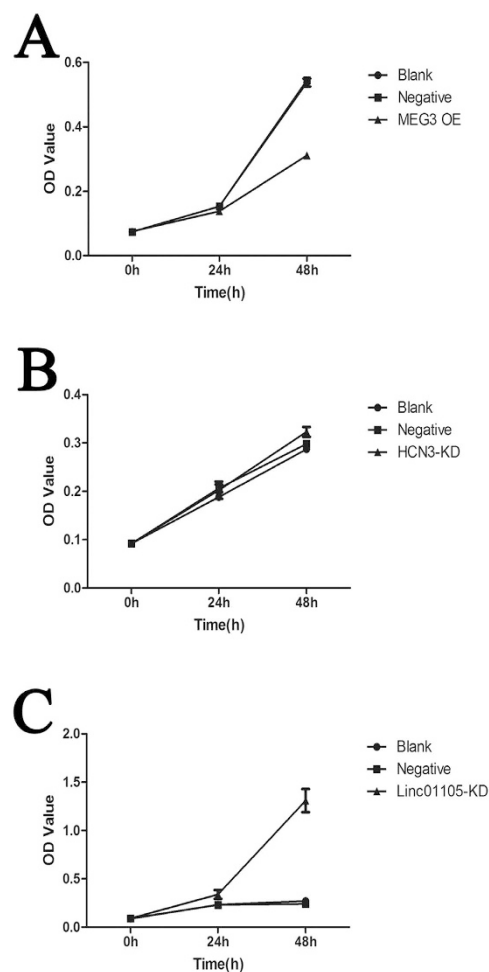 A
0.6
0.4
0.2
0.0
OD Value
0h
24h
48h
Time(h)
Blank
Negative
MEG3 OE
B
0.4
0.3
0.2
0.1
0.0
OD Value
0h
24h
48h
Time(h)
Blank
Negative
HCN3-KD
C
2.0
1.5
1.0
0.5
0.0
OD Value
0h
24h
48h
Time(h)
Blank
Negative
Linc01105-KD